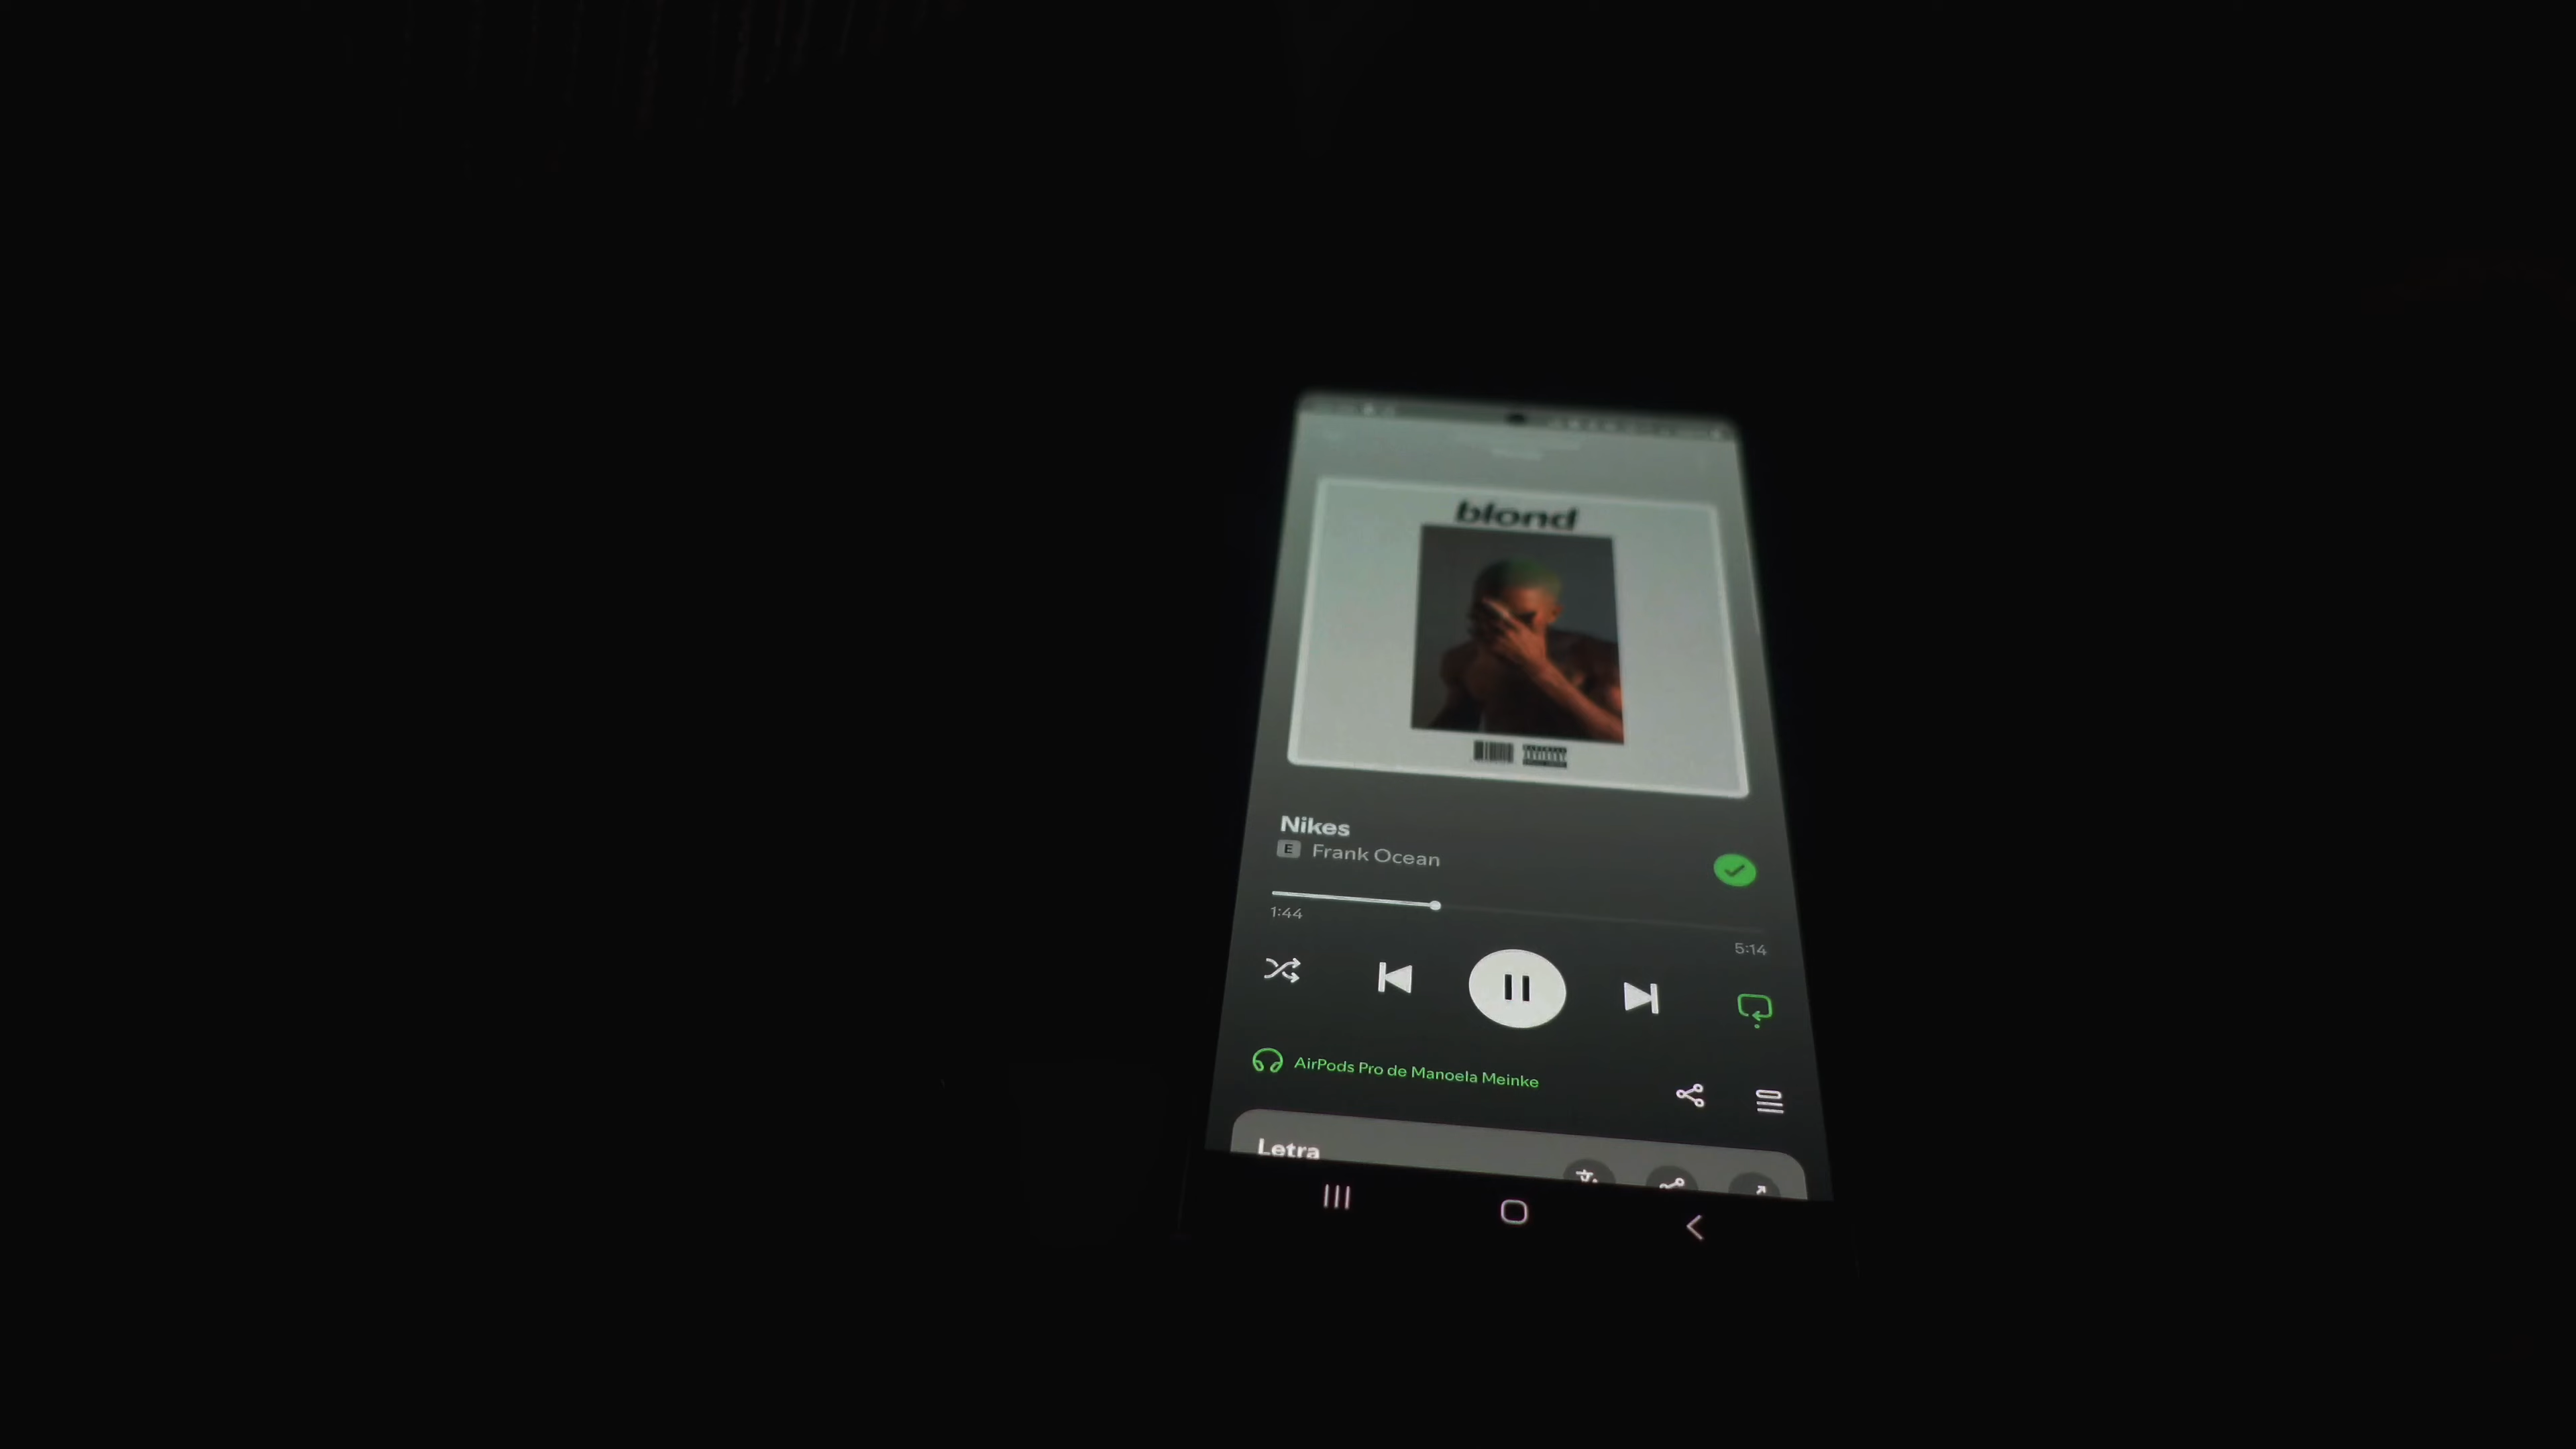 blond
Nikes
E Frank Ocean
1:44
5:14
AirPods Pro de Manoela Meinke
Letra